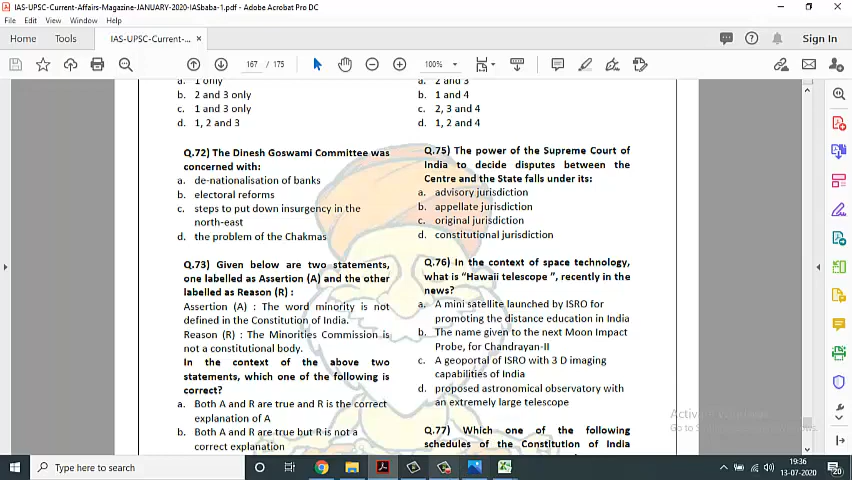 IAS-UPSC-Current-Affairs-Magazine-JANUARY-2020-IASbaba-1.pdf - Adobe Acrobat Pro DC
File Edit View Window Help
Home Tools IAS-UPSC-Current-... × Sign In
167 / 175 100%
a. 1 only
b. 2 and 3 only
c. 1 and 3 only
d. 1, 2 and 3
Q.72) The Dinesh Goswami Committee was
concerned with:
a. de-nationalisation of banks
b. electoral reforms
c. steps to put down insurgency in the
north-east
d. the problem of the Chakmas
Q.73) Given below are two statements,
one labelled as Assertion (A) and the other
labelled as Reason (R) :
Assertion (A) : The word minority is not
defined in the Constitution of India.
Reason (R) : The Minorities Commission is
not a constitutional body.
In the context of the above two
statements, which one of the following is
correct?
a. Both A and R are true and R is the correct
explanation of A
b. Both A and R are true but R is not a
correct explanation
a. 2 and 3
b. 1 and 4
c. 2, 3 and 4
d. 1, 2 and 4
Q.75) The power of the Supreme Court of
India to decide disputes between the
Centre and the State falls under its:
a. advisory jurisdiction
b. appellate jurisdiction
c. original jurisdiction
d. constitutional jurisdiction
Q.76) In the context of space technology,
what is “Hawaii telescope ”, recently in the
news?
a. A mini satellite launched by ISRO for
promoting the distance education in India
b. The name given to the next Moon Impact
Probe, for Chandrayan-II
c. A geoportal of ISRO with 3 D imaging
capabilities of India
d. proposed astronomical observatory with
an extremely large telescope
Q.77) Which one of the following
schedules of the Constitution of India
Type here to search
19:36
13-07-2020
20